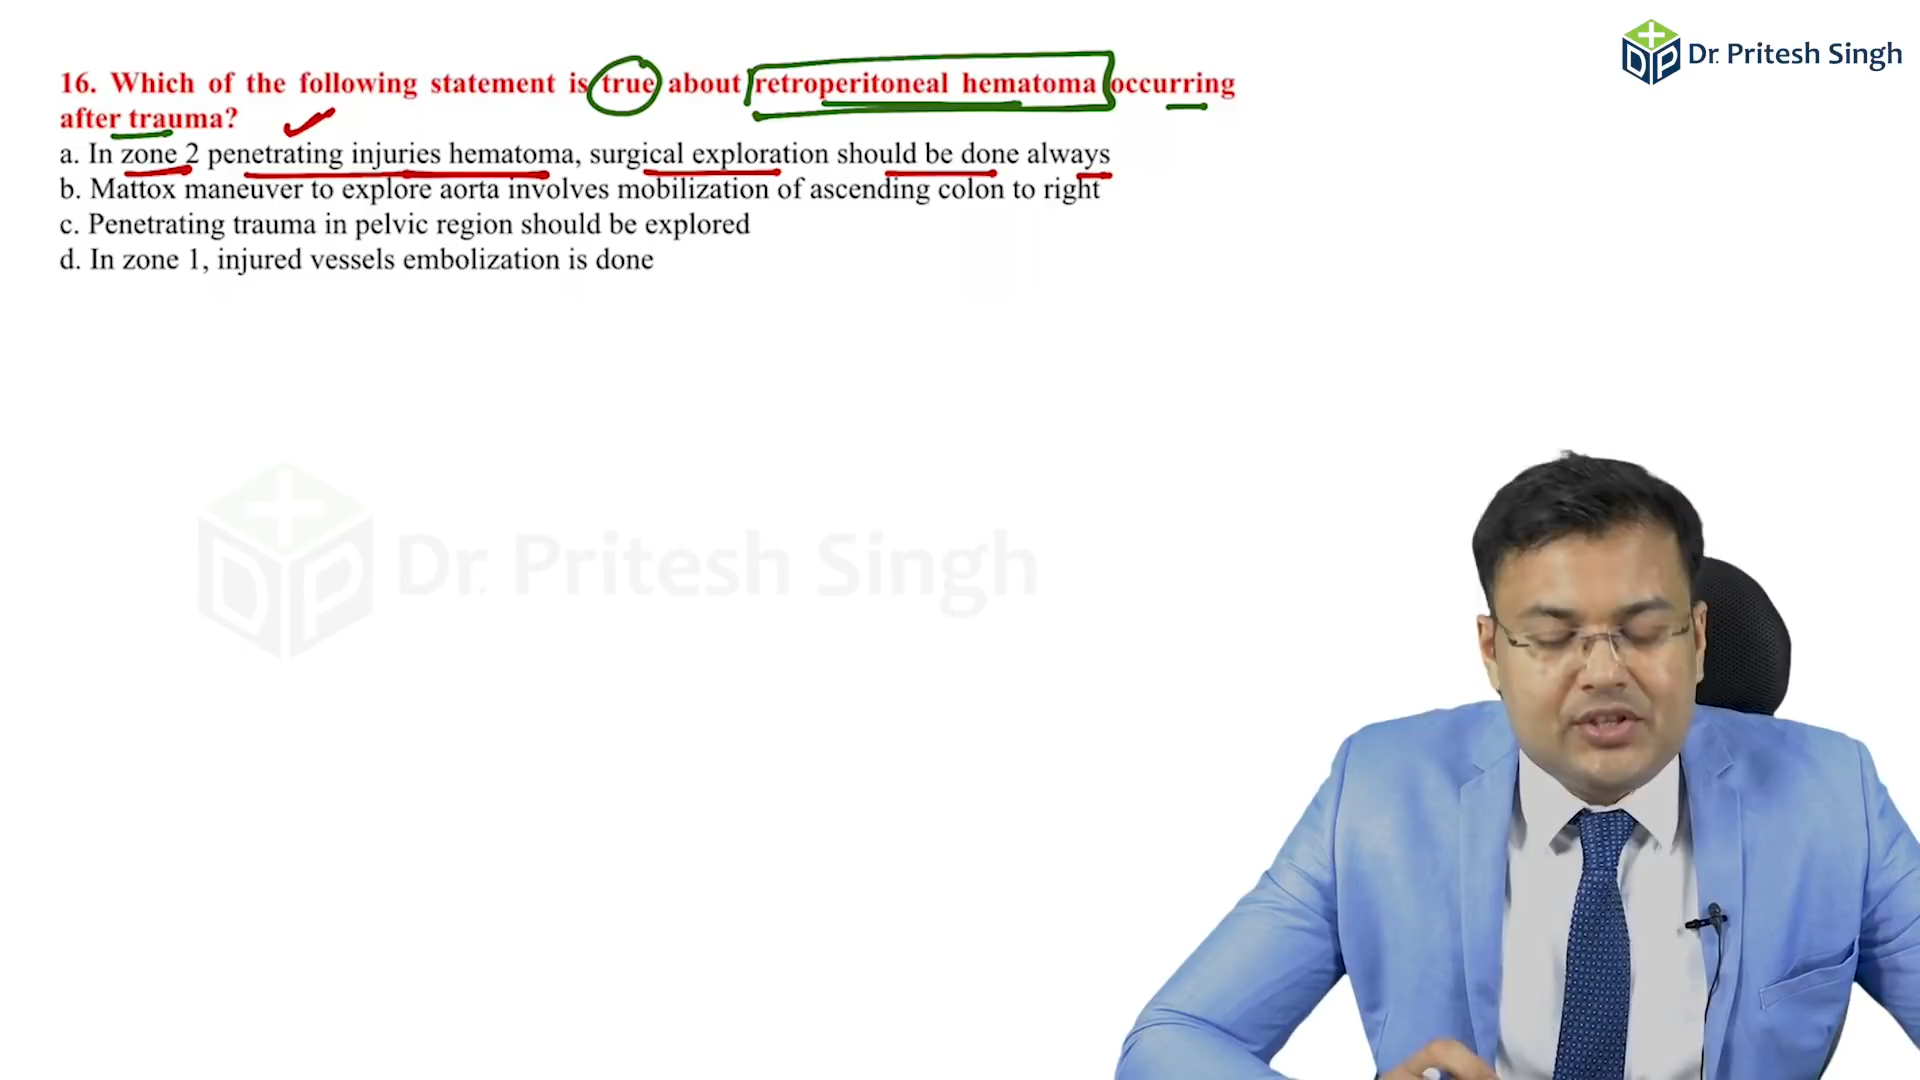 Dr. Pritesh Singh
16. Which of the following statement is true about retroperitoneal hematoma occurring
after trauma?
a. In zone 2 penetrating injuries hematoma, surgical exploration should be done always
b. Mattox maneuver to explore aorta involves mobilization of ascending colon to right
c. Penetrating trauma in pelvic region should be explored
d. In zone 1, injured vessels embolization is done
DP Dr. Pritesh Singh